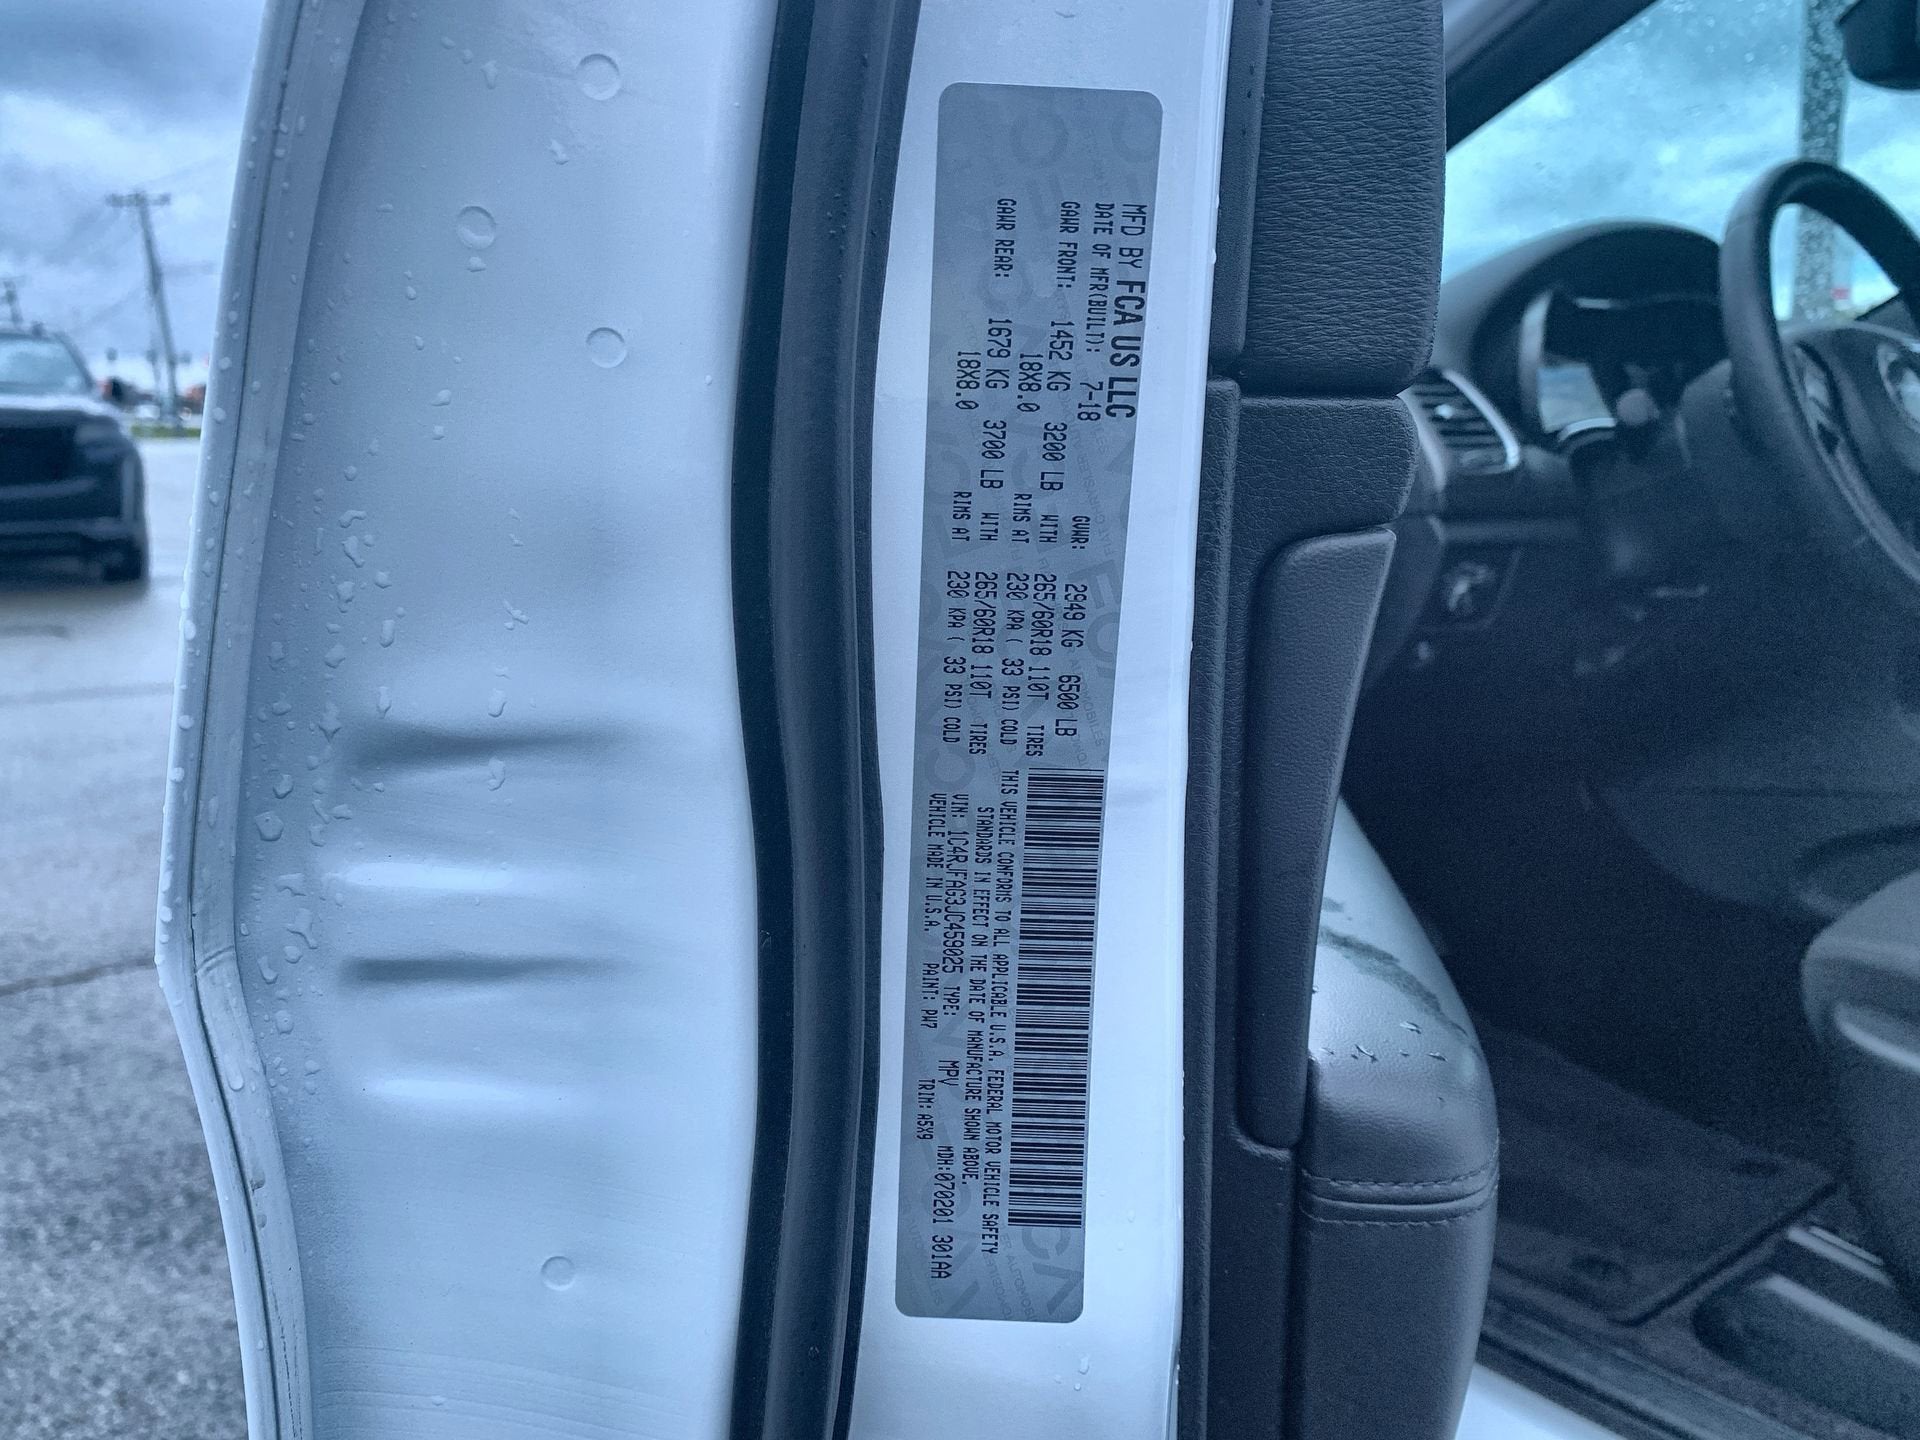 MFD BY FCA US LLC
DATE OF MFR(BUILT): 7-18 GVWR: 2949 KG 6500 LB
GAWR FRONT: 1452 KG 3200 LB WITH 265/60R18 110T TIRES
18X8.0 RIMS AT 230 KPA ( 33 PSI) COLD
GAWR REAR: 1679 KG 3700 LB WITH 265/60R18 110T TIRES
18X8.0 RIMS AT 230 KPA ( 33 PSI) COLD
THIS VEHICLE CONFORMS TO ALL APPLICABLE U.S.A. FEDERAL MOTOR VEHICLE SAFETY
STANDARDS IN EFFECT ON THE DATE OF MANUFACTURE SHOWN ABOVE.
VIN: 1C4RJFAG3JC459025 TYPE: MPV MDH:070201 301AA
VEHICLE MADE IN U.S.A. PAINT: PW7 TRIM: A5X9